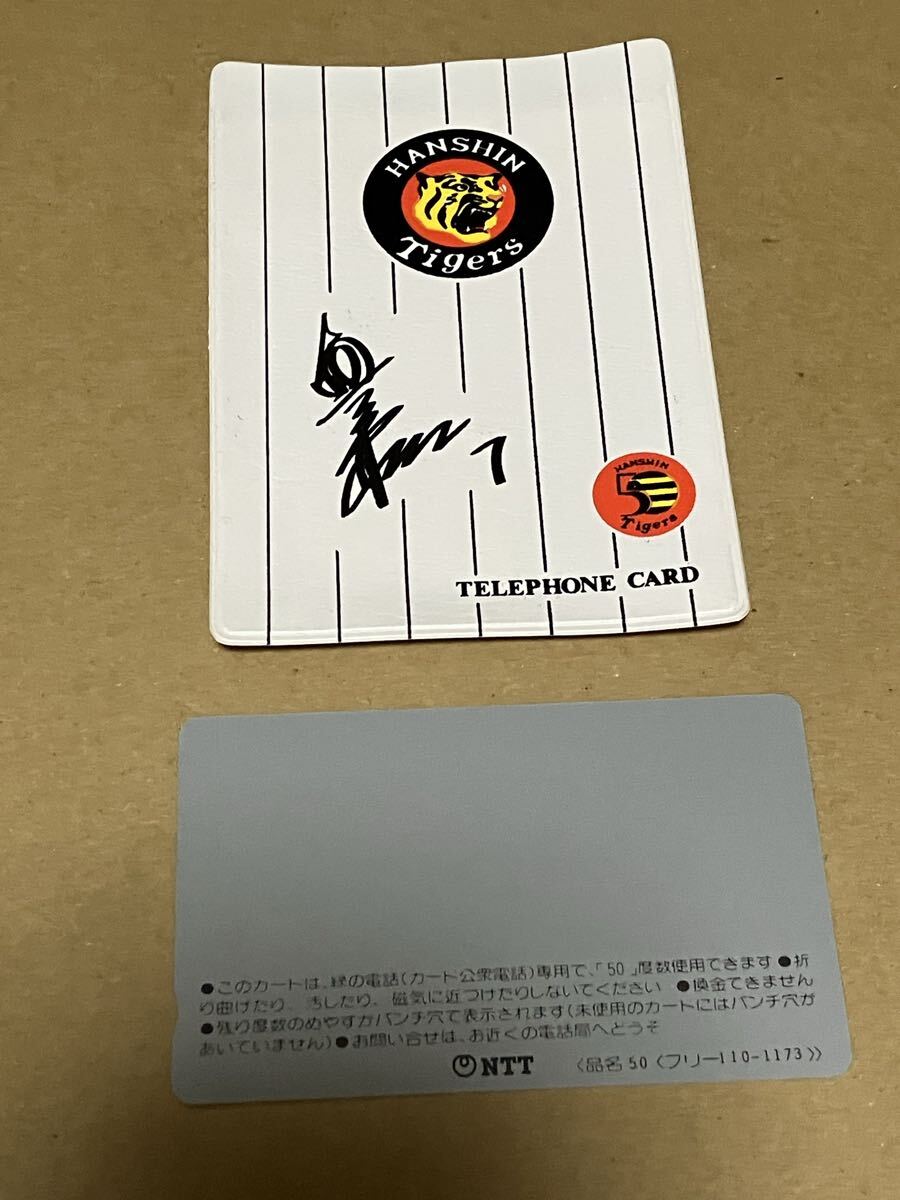 HANSHIN
Tigers
7
HANSHIN
50
Tigers
TELEPHONE CARD
●このカードは、緑の電話(カード公衆電話)専用で、「50」度数使用できます ●折
り曲げたり、汚したり、磁気に近づけたりしないでください ●換金できません
●残り度数のめやすがパンチ穴で表示されます(未使用のカードにはパンチ穴が
あいていません)●お問い合せは、お近くの電話局へどうぞ
NTT 〈品名50〈フリー110-1173〉〉